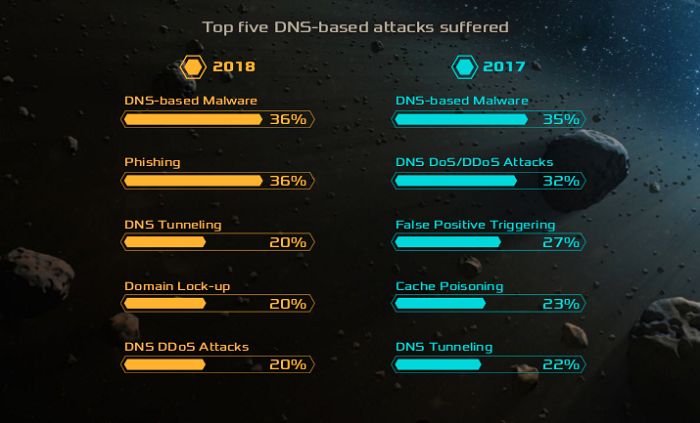 Top five DNS-based attacks suffered
2018
DNS-based Malware
36%
Phishing
36%
DNS Tunneling
20%
Domain Lock-up
20%
DNS DDoS Attacks
20%
2017
DNS-based Malware
35%
DNS DoS/DDoS Attacks
32%
False Positive Triggering
27%
Cache Poisoning
23%
DNS Tunneling
22%